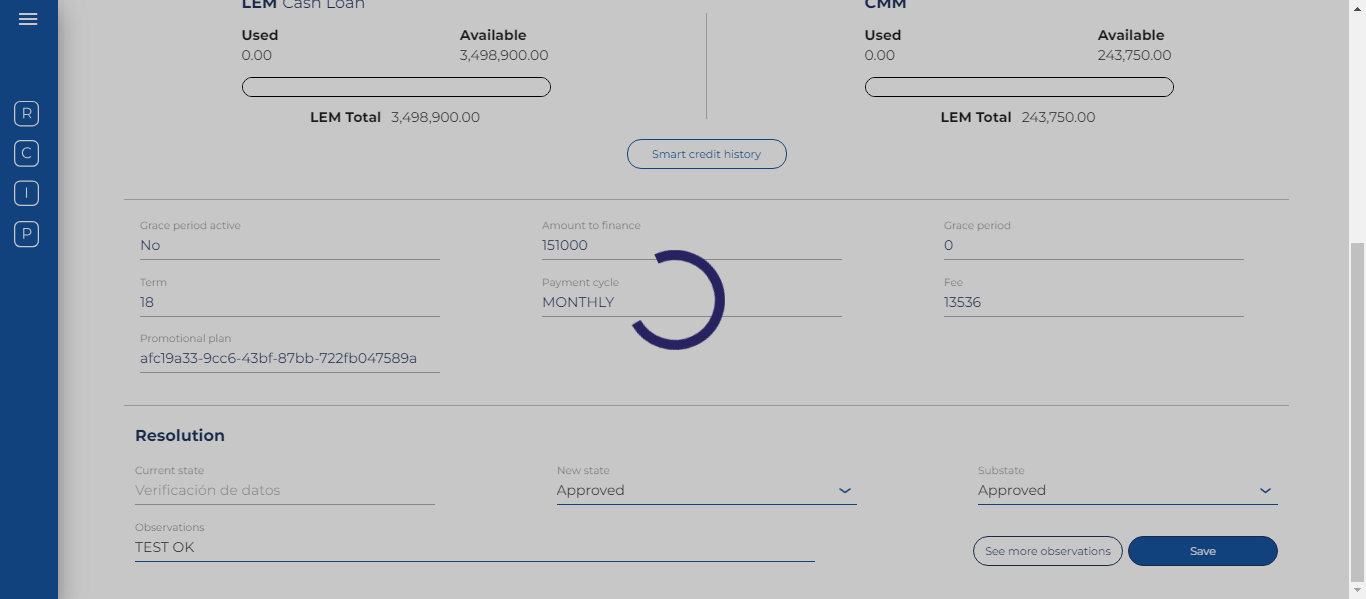 LEM Cash Loan
CMM
Used
Available
Used
Available
0.00
3,498,900.00
0.00
243,750.00
LEM Total 3,498,900.00
LEM Total 243,750.00
R
C
I
P
Smart credit history
Grace period active
Amount to finance
Grace period
No
151000
0
Term
Payment cycle
Fee
18
MONTHLY
13536
Promotional plan
afc19a33-9cc6-43bf-87bb-722fb047589a
Resolution
Current state
New state
Substate
Verificación de datos
Approved
Approved
Observations
TEST OK
See more observations
Save